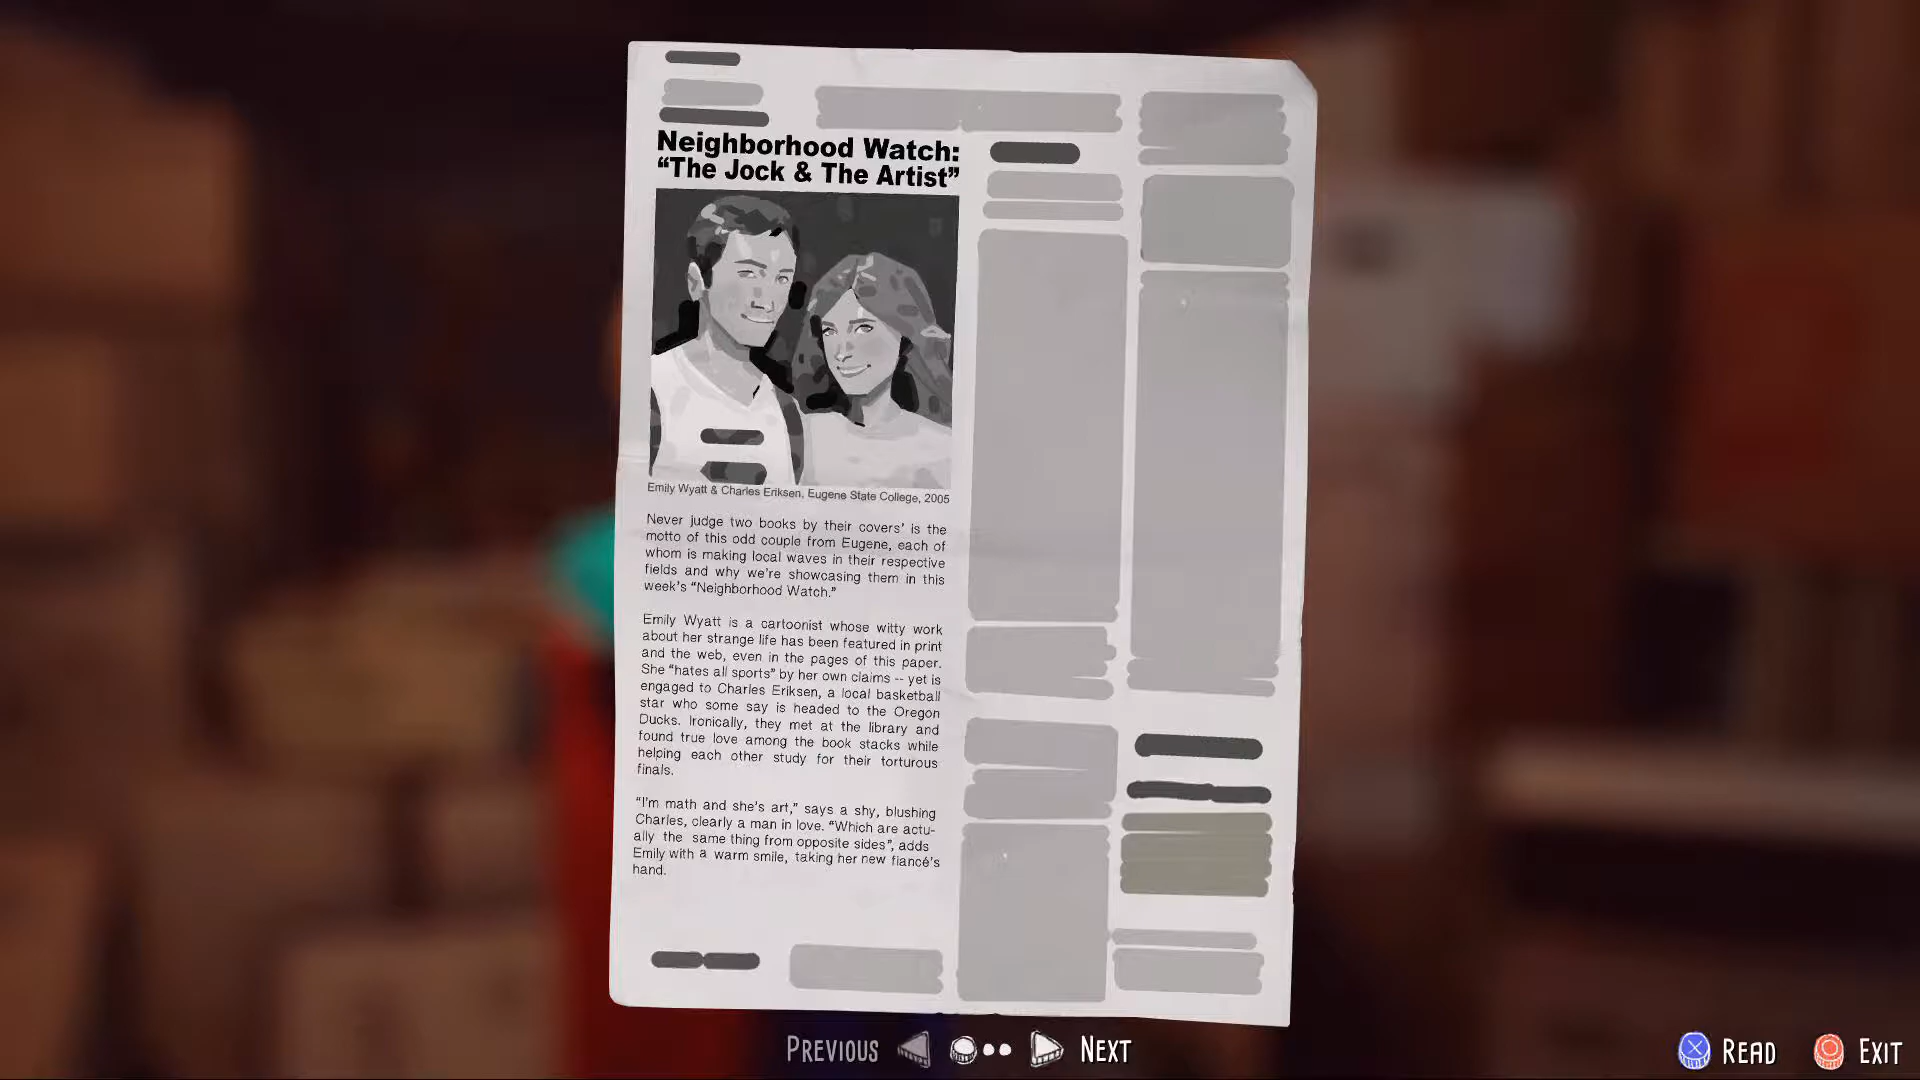 Neighborhood Watch:
“The Jock & The Artist”
Emily Wyatt & Charles Eriksen, Eugene State College, 2005
Never judge two books by their covers’ is the
motto of this odd couple from Eugene, each of
whom is making local waves in their respective
fields and why we’re showcasing them in this
week’s “Neighborhood Watch.”
Emily Wyatt is a cartoonist whose witty work
about her strange life has been featured in print
and the web, even in the pages of this paper.
She “hates all sports” by her own claims -- yet is
engaged to Charles Eriksen, a local basketball
star who some say is headed to the Oregon
Ducks. Ironically, they met at the library and
found true love among the book stacks while
helping each other study for their torturous
finals.
“I’m math and she’s art,” says a shy, blushing
Charles, clearly a man in love. “Which are actu-
ally the same thing from opposite sides”, adds
Emily with a warm smile, taking her new fiancé’s
hand.
PREVIOUS NEXT
READ EXIT